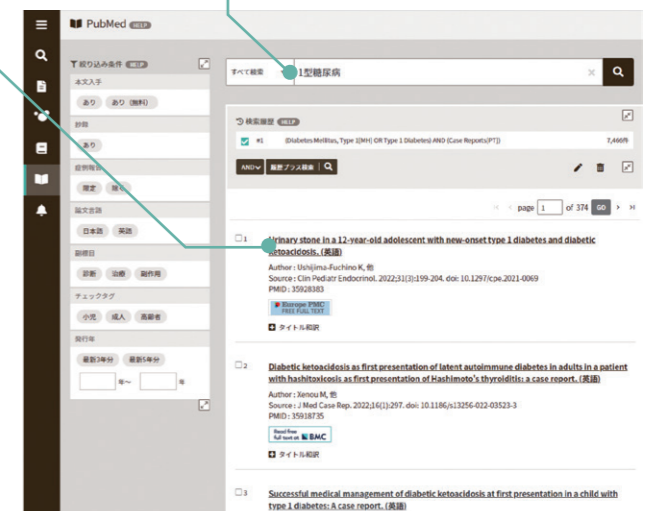 PubMed HELP
絞り込み条件 HELP
本文入手
あり あり（無料）
抄録
あり
症例報告
限定 除く
論文言語
日本語 英語
副標目
診断 治療 副作用
チェックタグ
小児 成人 高齢者
発行年
最新3年分 最新5年分
年～ 年
すべて検索 1型糖尿病 ×
検索履歴 HELP
#1 (Diabetes Mellitus, Type 1[MH] OR Type 1 Diabetes) AND (Case Reports[PT]) 7,466件
AND 履歴プラス検索
« ‹ page 1 of 374 GO › »
1 Urinary stone in a 12-year-old adolescent with new-onset type 1 diabetes and diabetic
ketoacidosis. (英語)
Author : Ushijima-Fuchino K, 他
Source : Clin Pediatr Endocrinol. 2022;31(3):199-204. doi: 10.1297/cpe.2021-0069
PMID : 35928383
Europe PMC
FREE FULL TEXT
タイトル和訳
2 Diabetic ketoacidosis as first presentation of latent autoimmune diabetes in adults in a patient
with hashitoxicosis as first presentation of Hashimoto's thyroiditis: a case report. (英語)
Author : Xenou M, 他
Source : J Med Case Rep. 2022;16(1):297. doi: 10.1186/s13256-022-03523-3
PMID : 35918735
Read free
full text at BMC
タイトル和訳
3 Successful medical management of diabetic ketoacidosis at first presentation in a child with
type 1 diabetes: A case report. (英語)